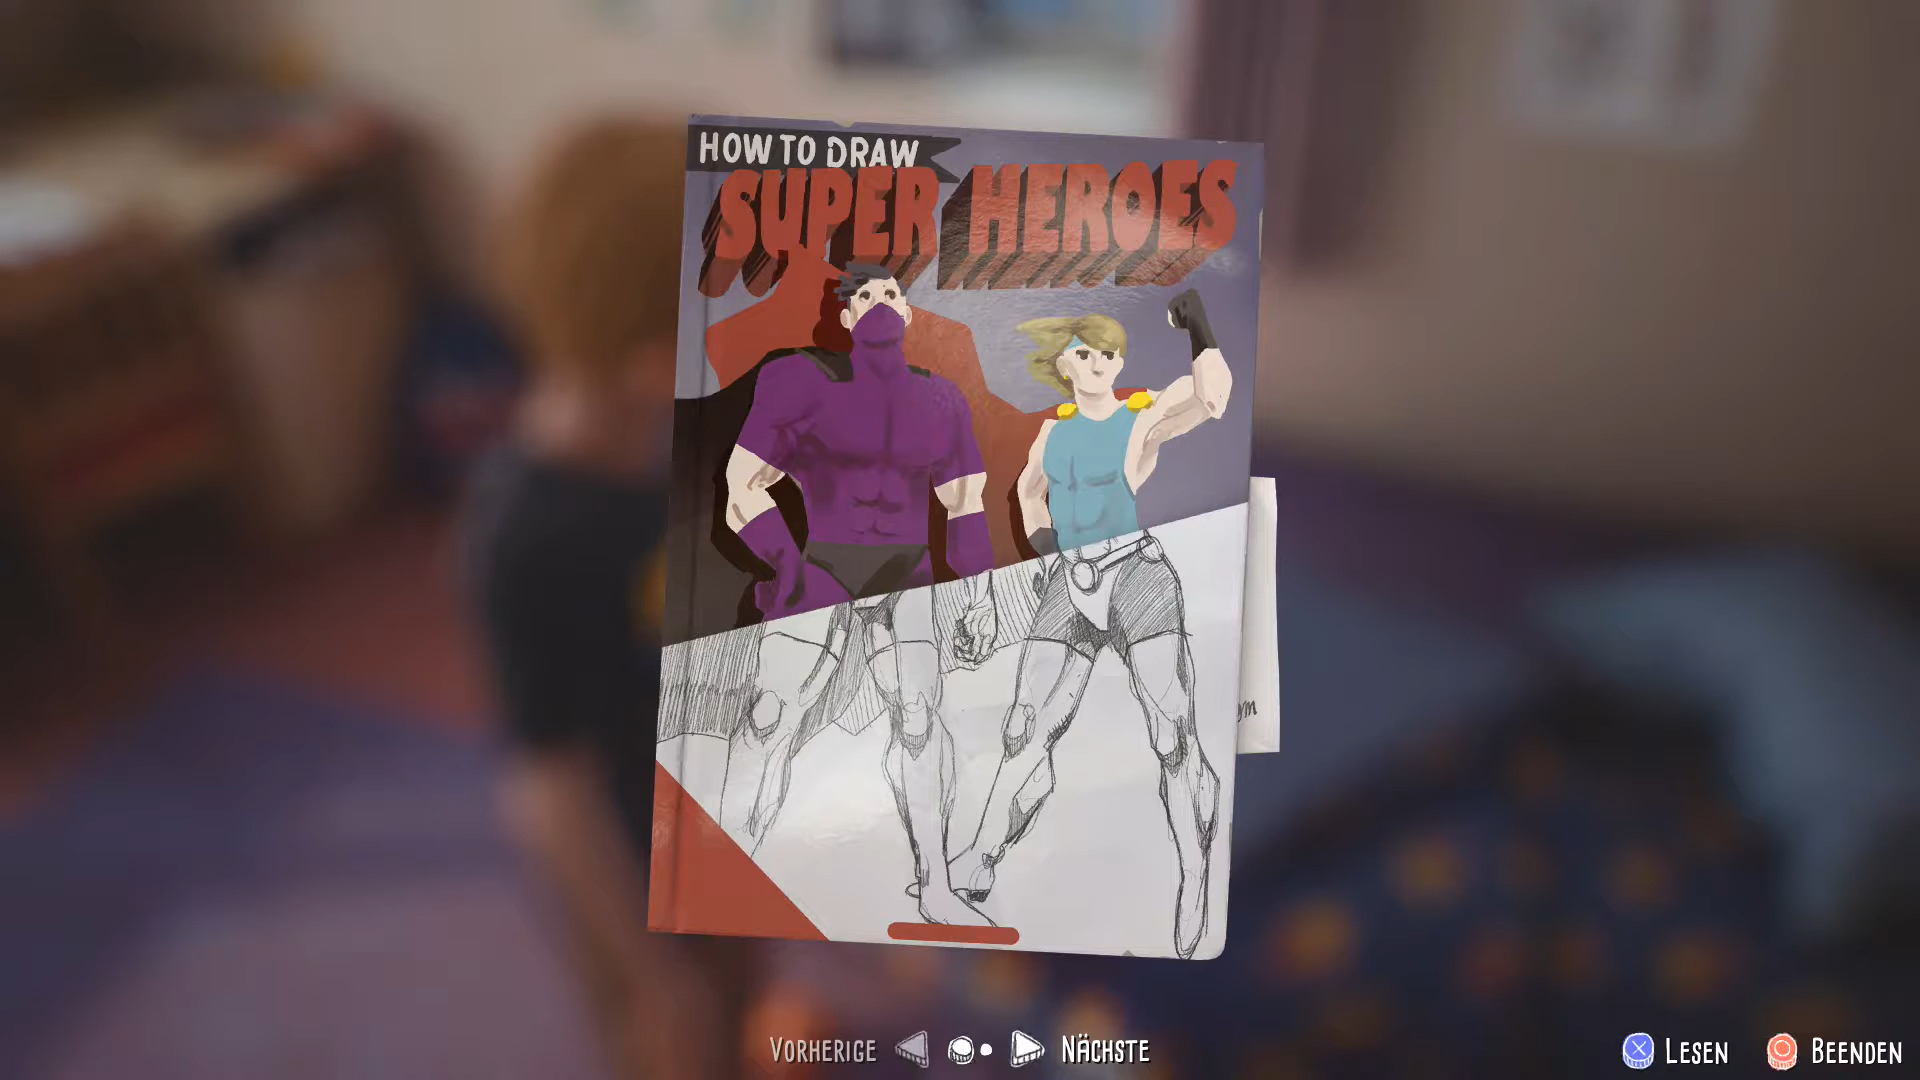 HOW TO DRAW
SUPER HEROES
VORHERIGE
NÄCHSTE
LESEN
BEENDEN